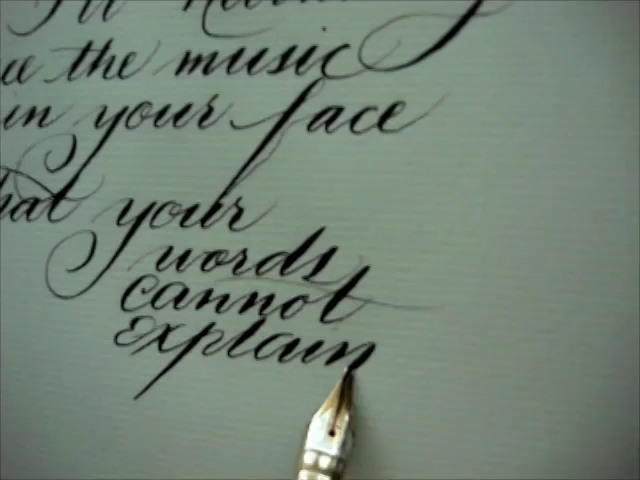 the music
in your face
your
words
cannot
explain